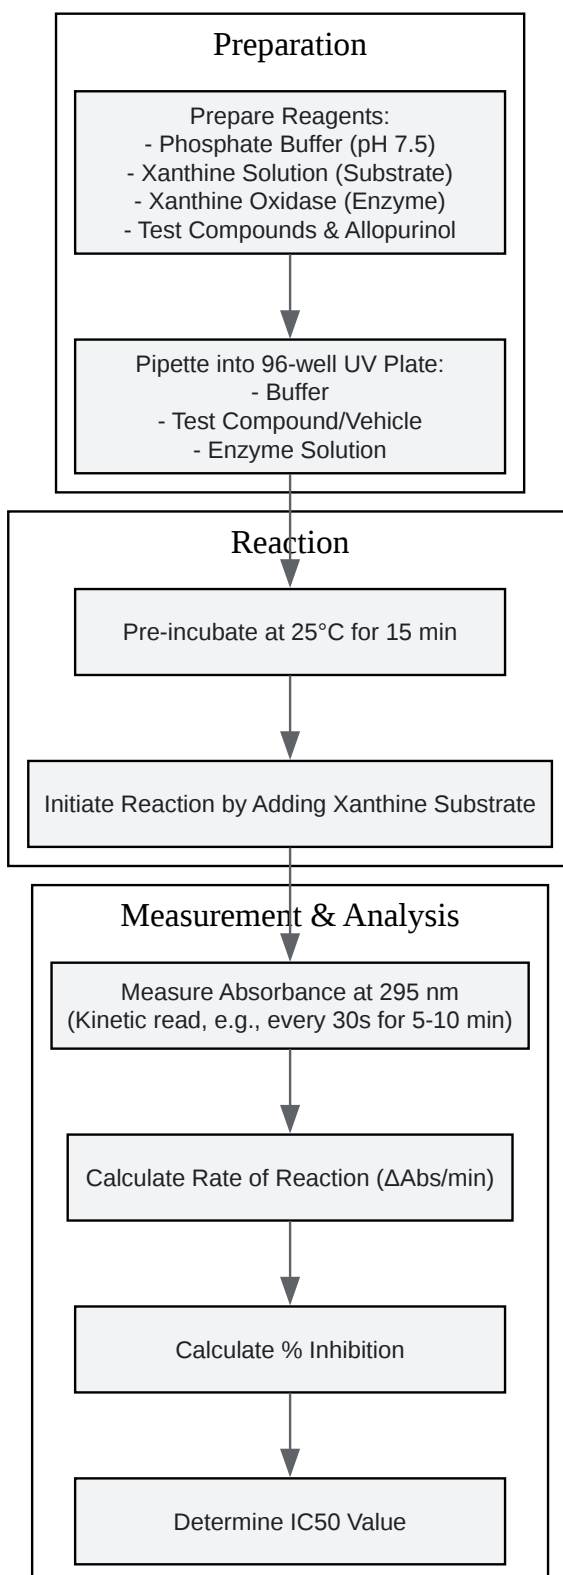 Preparation
Prepare Reagents:
- Phosphate Buffer (pH 7.5)
- Xanthine Solution (Substrate)
- Xanthine Oxidase (Enzyme)
- Test Compounds & Allopurinol
Pipette into 96-well UV Plate:
- Buffer
- Test Compound/Vehicle
- Enzyme Solution
Reaction
Pre-incubate at 25°C for 15 min
Initiate Reaction by Adding Xanthine Substrate
Measurement & Analysis
Measure Absorbance at 295 nm
(Kinetic read, e.g., every 30s for 5-10 min)
Calculate Rate of Reaction (ΔAbs/min)
Calculate % Inhibition
Determine IC50 Value